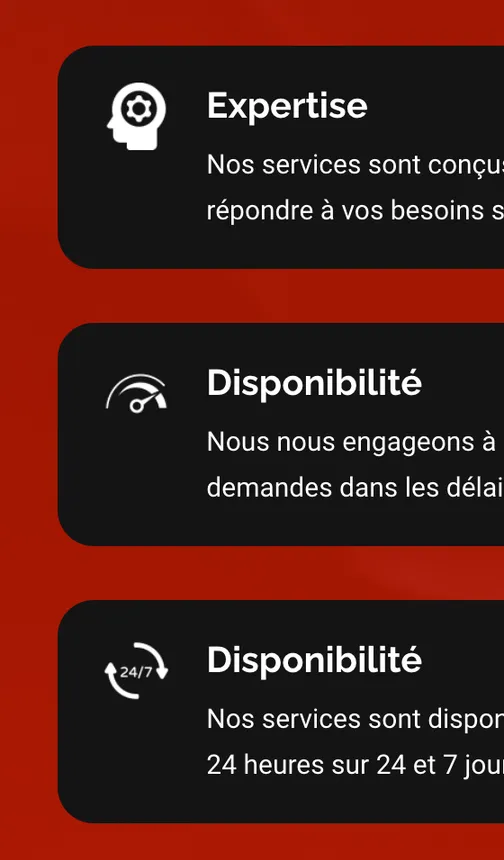 Expertise
Nos services sont conçus
répondre à vos besoins s
Disponibilité
Nous nous engageons à
demandes dans les délai
24/7
Disponibilité
Nos services sont dispon
24 heures sur 24 et 7 jour